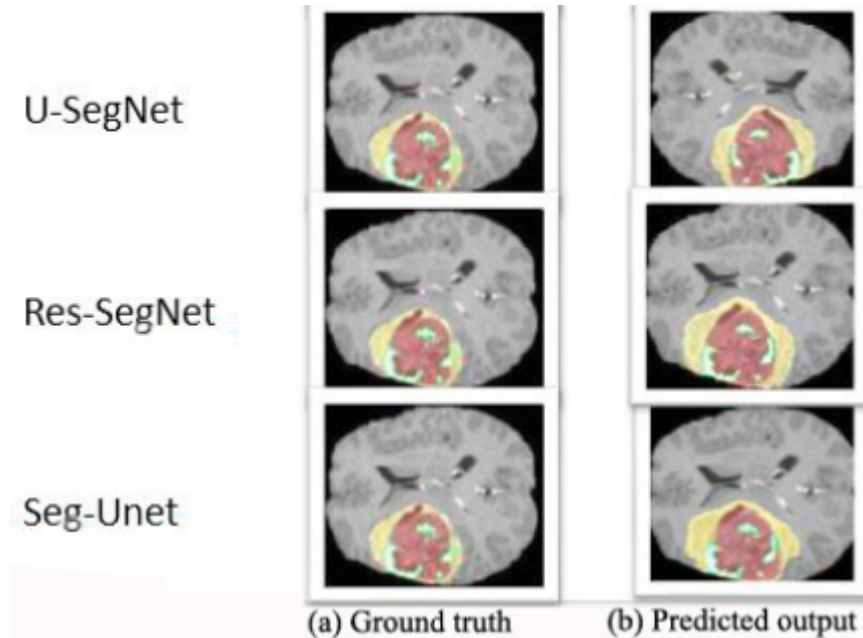 U-SegNet
Res-SegNet
Seg-Unet
(a) Ground truth
(b) Predicted output